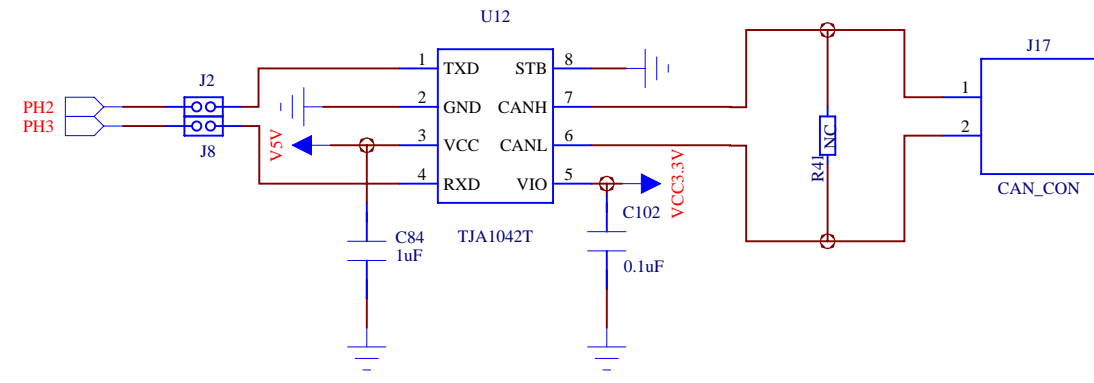 U12
J2
PH2
PH3
J8
1
TXD
STB
8
2
GND
CANH
7
3
VCC
CANL
6
4
RXD
VIO
5
V5V
TJA1042T
C84
1uF
C102
0.1uF
VCC3.3V
R41
NC
J17
1
2
CAN_CON